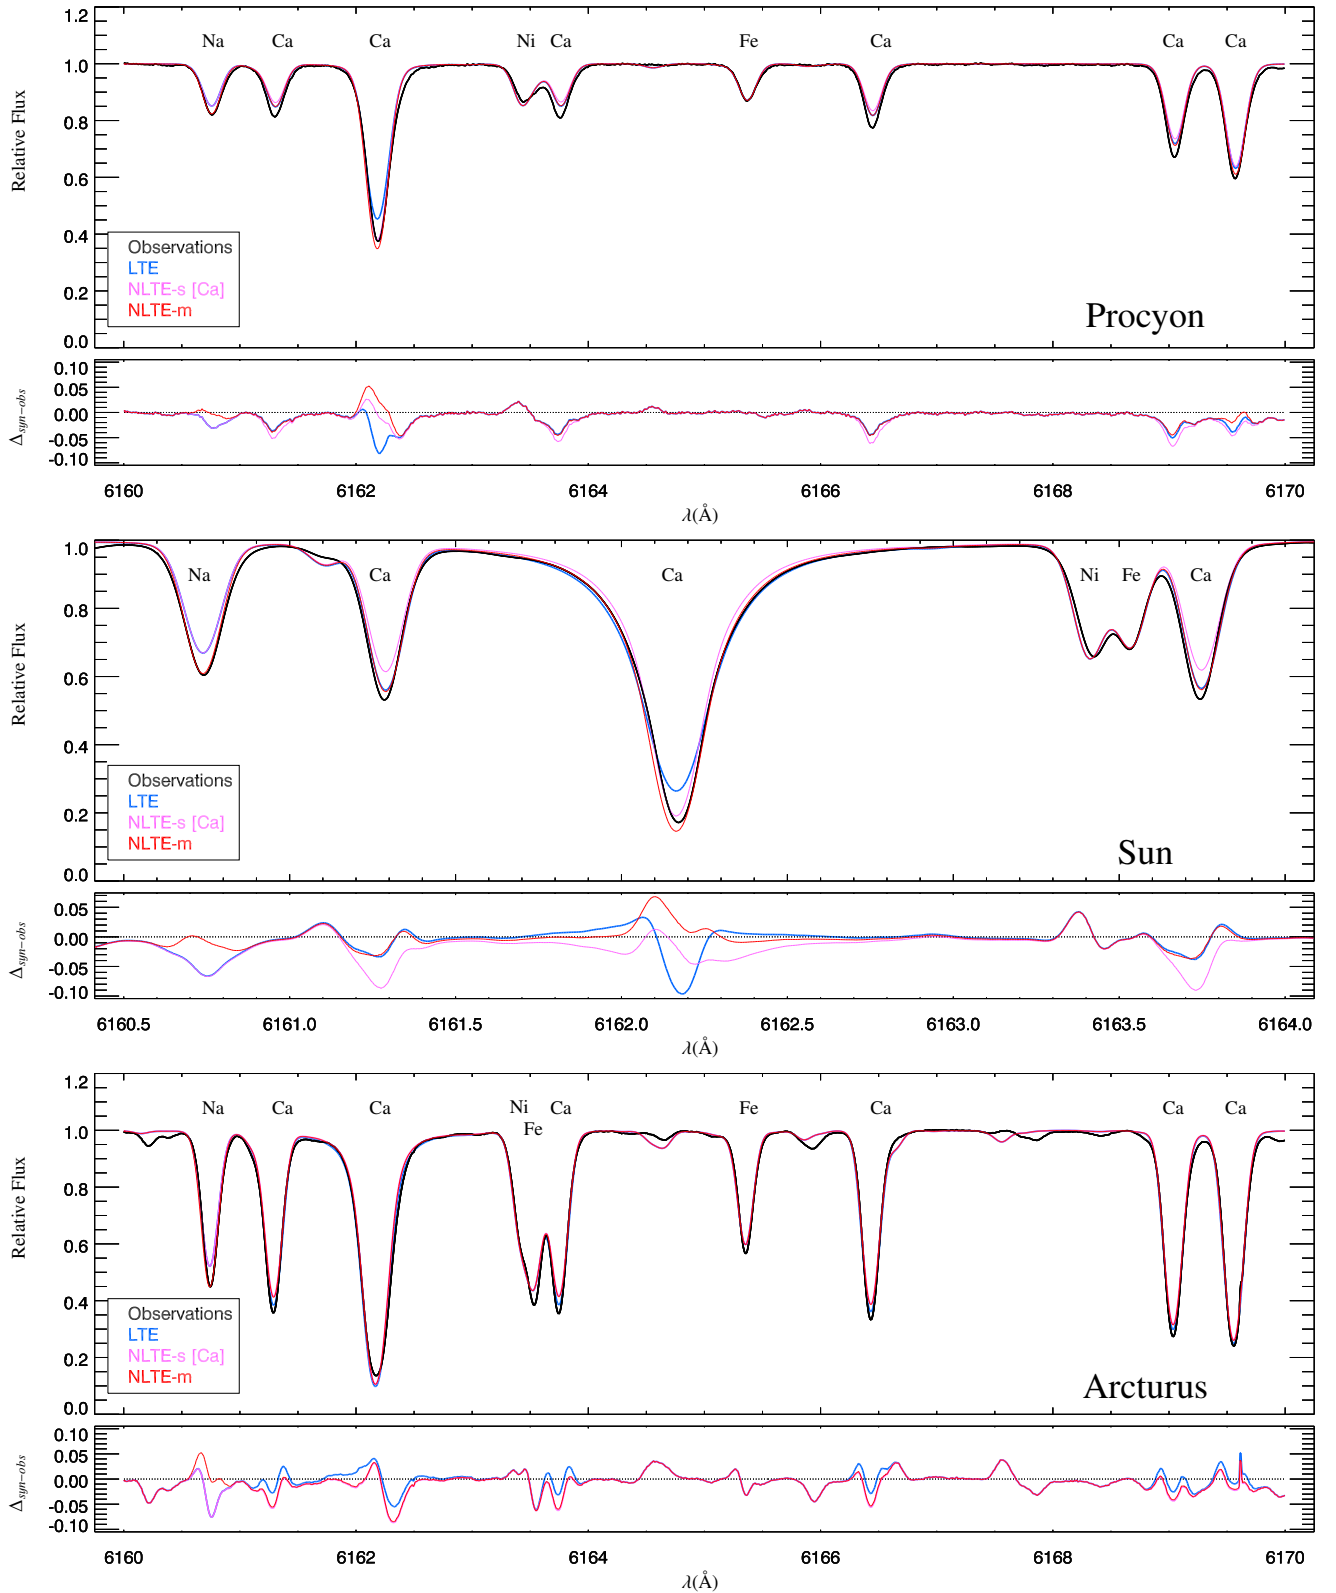 1.2
1.0
0.8
0.6
0.4
0.2
0.0
Relative Flux
Na Ca Ca Ni Ca Fe Ca Ca Ca
Observations
LTE
NLTE-s [Ca]
NLTE-m
Procyon
0.10
0.05
0.00
-0.05
-0.10
Δsyn−obs
6160 6162 6164 6166 6168 6170
λ(Å)
1.0
0.8
0.6
0.4
0.2
0.0
Relative Flux
Na Ca Ca Ni Fe Ca
Observations
LTE
NLTE-s [Ca]
NLTE-m
Sun
0.05
0.00
-0.05
-0.10
Δsyn−obs
6160.5 6161.0 6161.5 6162.0 6162.5 6163.0 6163.5 6164.0
λ(Å)
1.2
1.0
0.8
0.6
0.4
0.2
0.0
Relative Flux
Na Ca Ca Ni Ca Fe Ca Ca Ca
Fe
Observations
LTE
NLTE-s [Ca]
NLTE-m
Arcturus
0.10
0.05
0.00
-0.05
-0.10
Δsyn−obs
6160 6162 6164 6166 6168 6170
λ(Å)